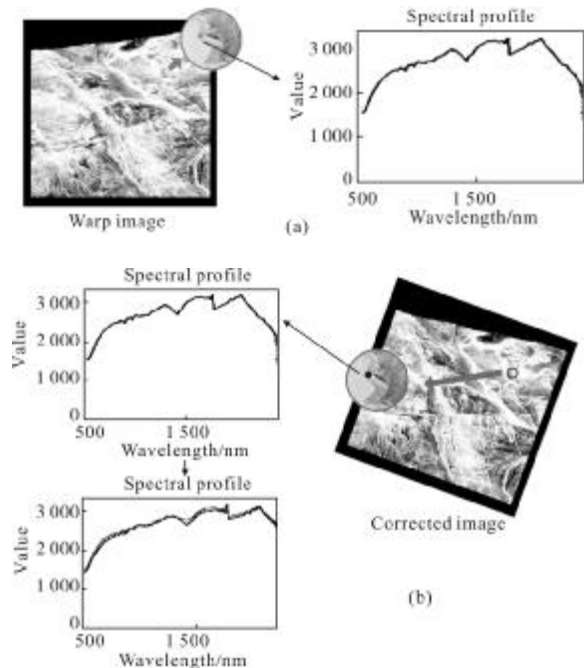 Spectral profile
3 000
2 000
1 000
0
Value
500
1 500
Wavelength/nm
Warp image
(a)
Spectral profile
3 000
2 000
1 000
0
Value
500
1 500
Wavelength/nm
Spectral profile
3 000
2 000
1 000
0
Value
500
1 500
Wavelength/nm
Corrected image
(b)